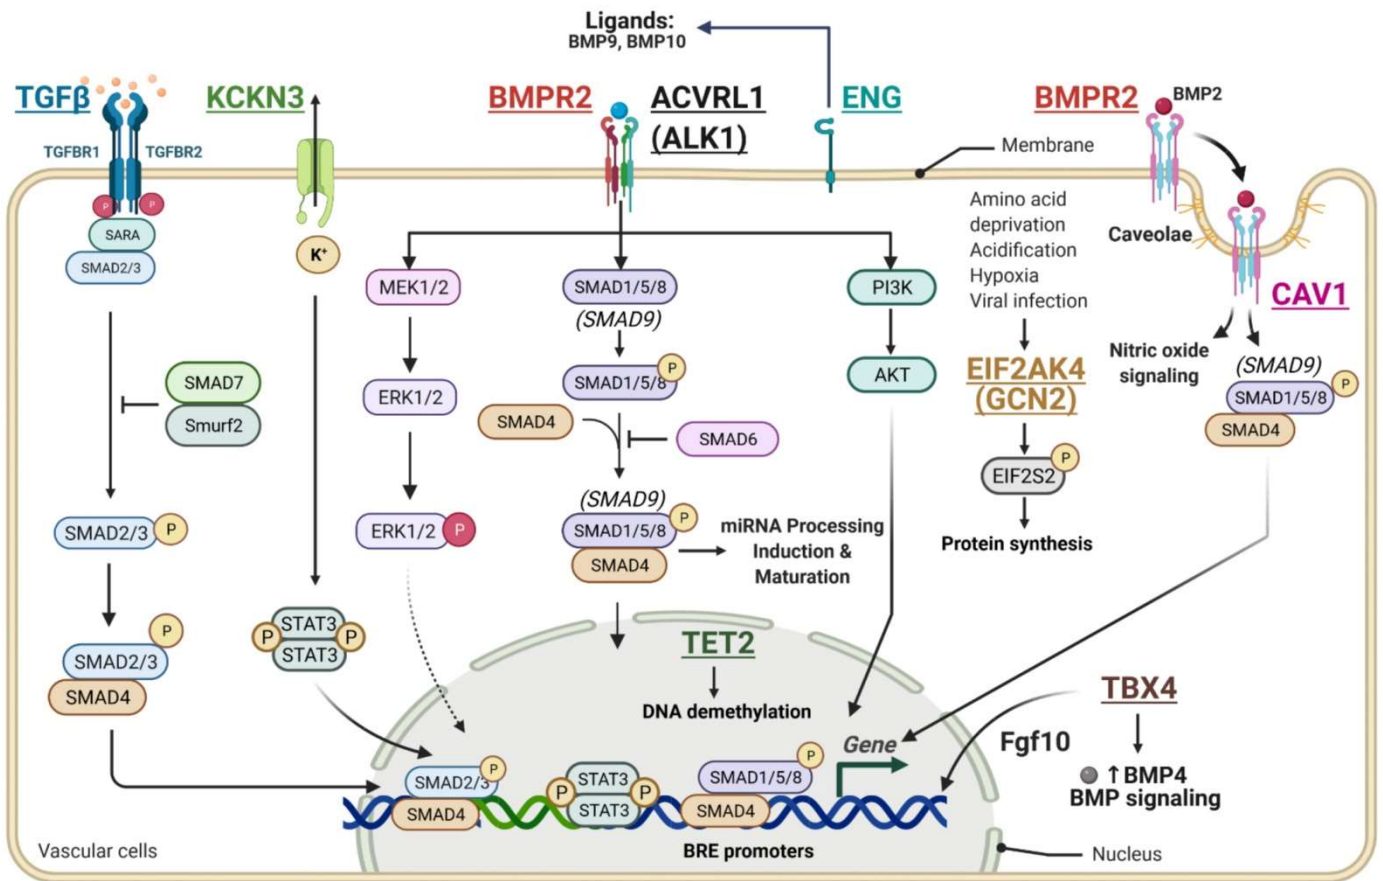 Ligands:
BMP9, BMP10
TGFβ
KCKN3
BMPR2
ACVRL1
(ALK1)
ENG
BMPR2
BMP2
TGFBR1
TGFBR2
Membrane
P
P
SARA
SMAD2/3
K+
Amino acid
deprivation
Acidification
Hypoxia
Viral infection
Caveolae
CAV1
MEK1/2
SMAD1/5/8
(SMAD9)
PI3K
Nitric oxide
signaling
(SMAD9)
SMAD1/5/8
P
SMAD4
SMAD7
Smurf2
ERK1/2
SMAD1/5/8
P
AKT
EIF2AK4
(GCN2)
SMAD4
SMAD6
EIF2S2
P
(SMAD9)
SMAD2/3
P
ERK1/2
P
SMAD1/5/8
P
SMAD4
miRNA Processing
Induction &
Maturation
Protein synthesis
SMAD2/3
P
SMAD4
P
STAT3
P
STAT3
TET2
DNA demethylation
TBX4
Gene
Fgf10
↑BMP4
BMP signaling
SMAD2/3
P
SMAD4
P
STAT3
P
STAT3
SMAD1/5/8
P
SMAD4
BRE promoters
Vascular cells
Nucleus